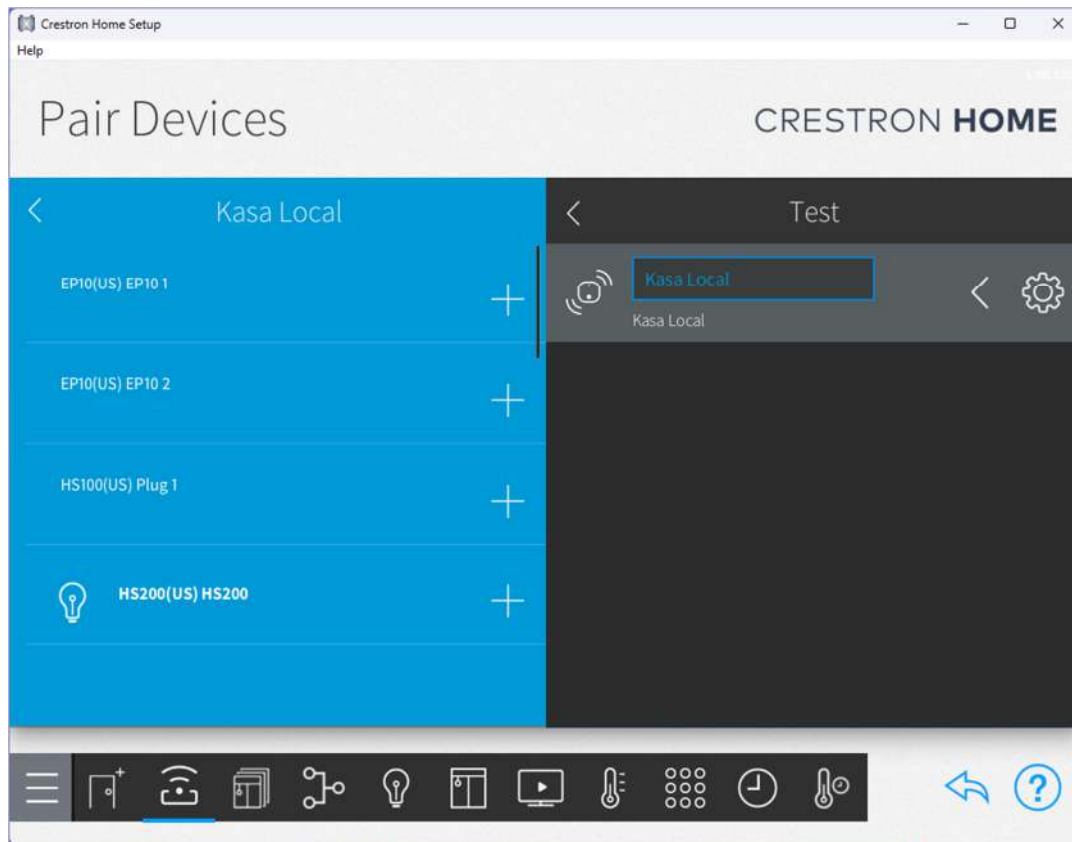 Crestron Home Setup
Help
Pair Devices
CRESTRON HOME
Kasa Local
Test
EP10(US) EP10 1
Kasa Local
Kasa Local
EP10(US) EP10 2
HS100(US) Plug 1
HS200(US) HS200
?